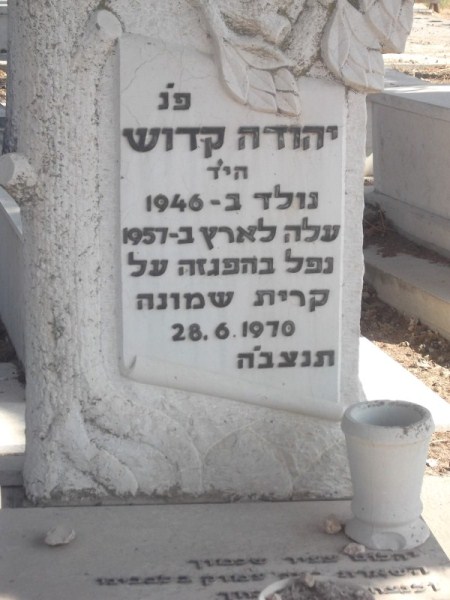 פ"נ
יהודה קדוש
הי"ד
נולד ב-1946
עלה לארץ ב-1957
נפל בהפגזה על
קרית שמונה
28.6.1970
תנצב"ה